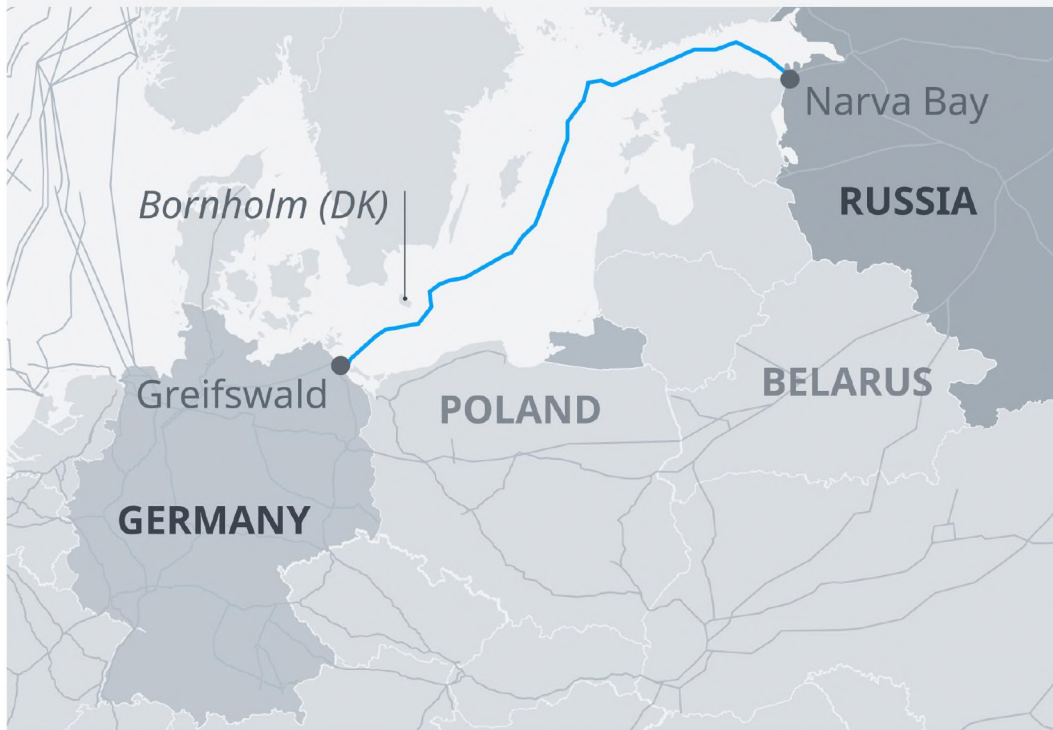 Narva Bay
RUSSIA
Bornholm (DK)
Greifswald
POLAND
BELARUS
GERMANY